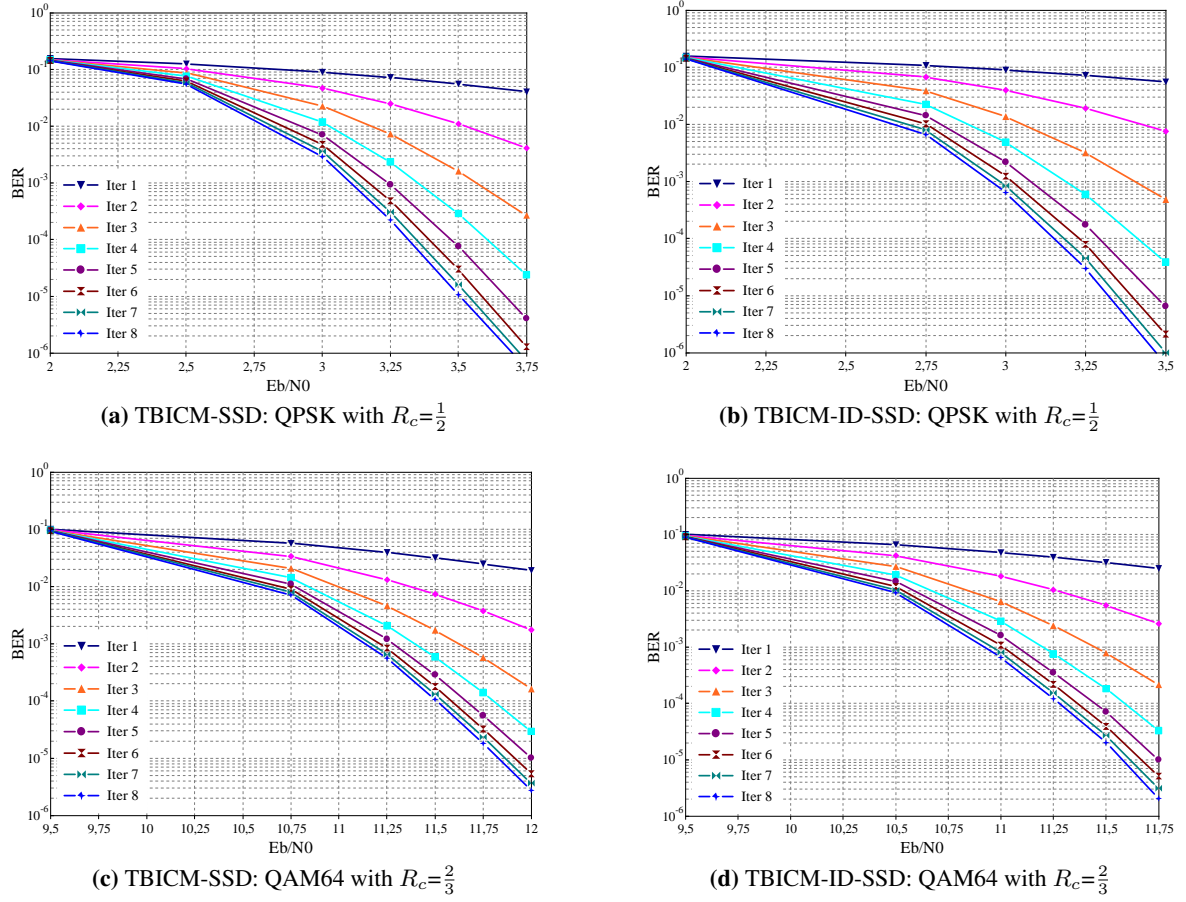 10^0
10^-1
10^-2
10^-3
10^-4
10^-5
10^-6
BER
Iter 1
Iter 2
Iter 3
Iter 4
Iter 5
Iter 6
Iter 7
Iter 8
2 2,25 2,5 2,75 3 3,25 3,5 3,75
Eb/N0
(a) TBICM-SSD: QPSK with R_c=1/2
10^0
10^-1
10^-2
10^-3
10^-4
10^-5
10^-6
BER
Iter 1
Iter 2
Iter 3
Iter 4
Iter 5
Iter 6
Iter 7
Iter 8
2 2,25 2,5 2,75 3 3,25 3,5
Eb/N0
(b) TBICM-ID-SSD: QPSK with R_c=1/2
10^0
10^-1
10^-2
10^-3
10^-4
10^-5
10^-6
BER
Iter 1
Iter 2
Iter 3
Iter 4
Iter 5
Iter 6
Iter 7
Iter 8
9,5 9,75 10 10,25 10,5 10,75 11 11,25 11,5 11,75 12
Eb/N0
(c) TBICM-SSD: QAM64 with R_c=2/3
10^0
10^-1
10^-2
10^-3
10^-4
10^-5
10^-6
BER
Iter 1
Iter 2
Iter 3
Iter 4
Iter 5
Iter 6
Iter 7
Iter 8
9,5 9,75 10 10,25 10,5 10,75 11 11,25 11,5 11,75
Eb/N0
(d) TBICM-ID-SSD: QAM64 with R_c=2/3